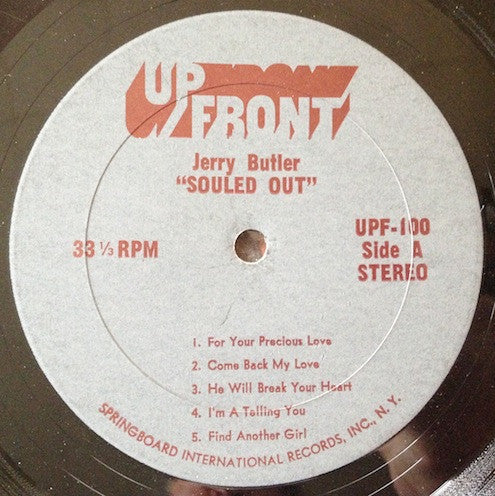 UP
FRONT
Jerry Butler
"SOULED OUT"
33 ⅓ RPM
UPF-100
Side A
STEREO
1. For Your Precious Love
2. Come Back My Love
3. He Will Break Your Heart
4. I'm A Telling You
5. Find Another Girl
SPRINGBOARD INTERNATIONAL RECORDS, INC., N. Y.